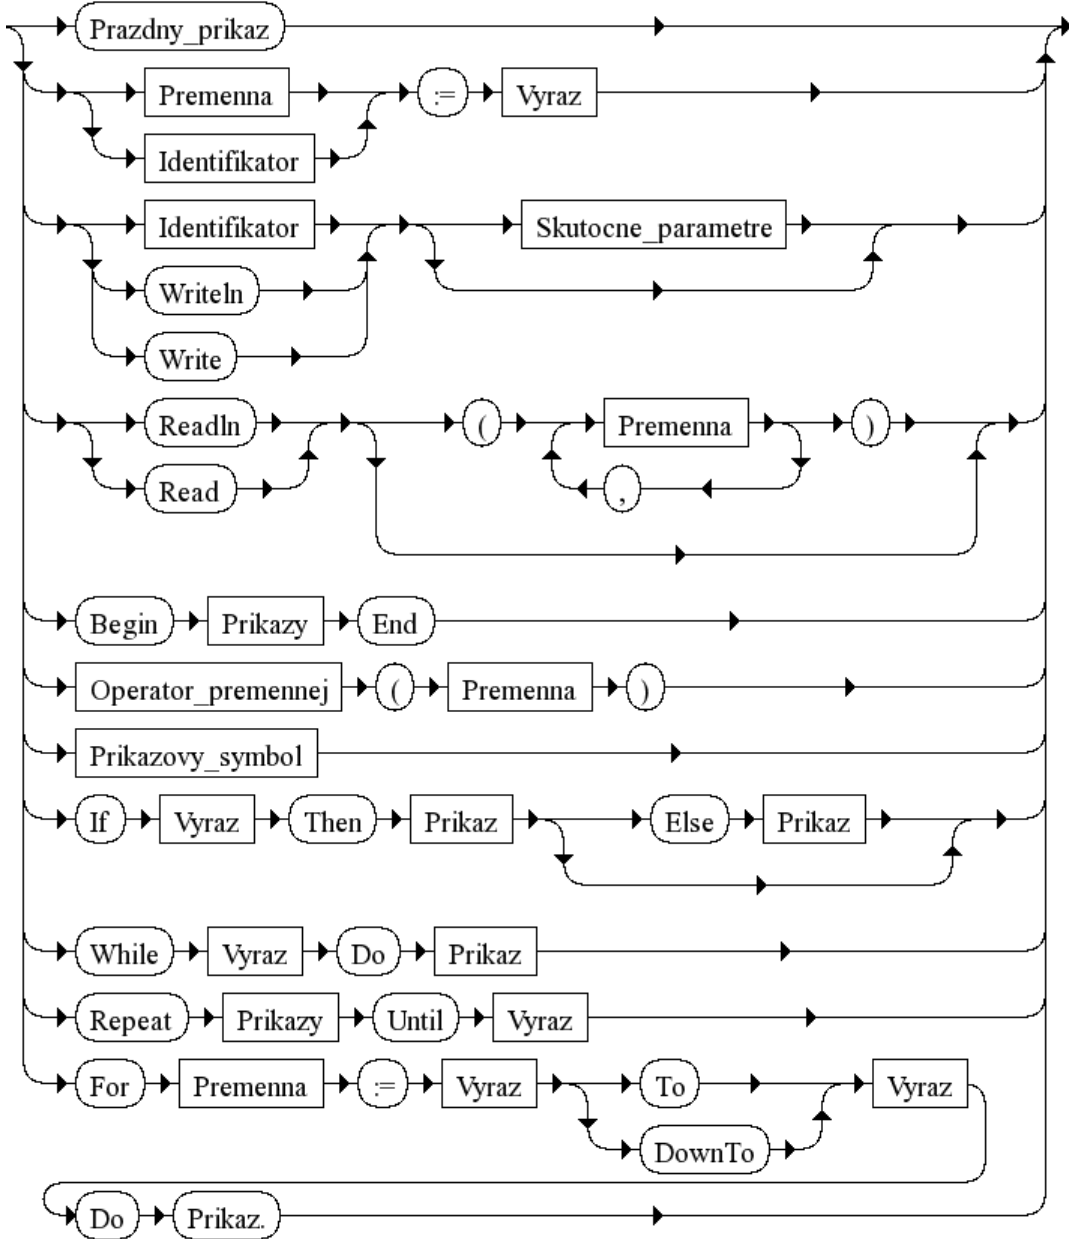 Prazdny_prikaz
Premenna := Vyraz
Identifikator
Identifikator Skutocne_parametre
Writeln
Write
Readln ( Premenna )
Read ,
Begin Prikazy End
Operator_premennej ( Premenna )
Prikazovy_symbol
If Vyraz Then Prikaz Else Prikaz
While Vyraz Do Prikaz
Repeat Prikazy Until Vyraz
For Premenna := Vyraz To Vyraz
DownTo
Do Prikaz.